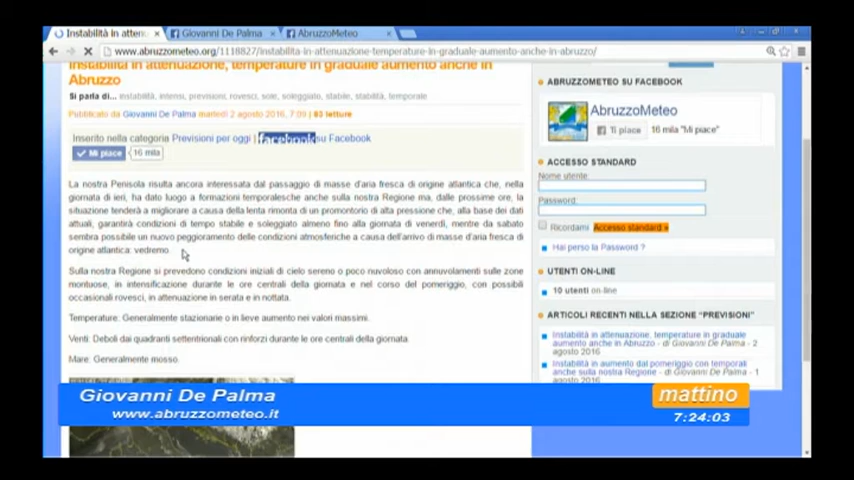 Instabilità in atten
Giovanni De Palma
AbruzzoMeteo
www.abruzzometeo.org/1118827/instabilita-in-attenuazione-temperature-in-graduale-aumento-anche-in-abruzzo/
Instabilità in attenuazione, temperature in graduale aumento anche in
Abruzzo
Si parla di... instabilità, intensi, previsioni, rovesci, sole, soleggiato, stabile, stabilità, temporale
Pubblicato da Giovanni De Palma martedì 2 agosto 2016, 7:09 | 83 letture
Inserito nella categoria Previsioni per oggi | facebook su Facebook
Mi piace 16 mila
La nostra Penisola risulta ancora interessata dal passaggio di masse d'aria fresca di origine atlantica che, nella
giornata di ieri, ha dato luogo a formazioni temporalesche anche sulla nostra Regione ma, dalle prossime ore, la
situazione tenderà a migliorare a causa della lenta rimonta di un promontorio di alta pressione che, alla base dei dati
attuali, garantirà condizioni di tempo stabile e soleggiato almeno fino alla giornata di venerdì, mentre da sabato
sembra possibile un nuovo peggioramento delle condizioni atmosferiche a causa dell'arrivo di masse d'aria fresca di
origine atlantica: vedremo.
Sulla nostra Regione si prevedono condizioni iniziali di cielo sereno o poco nuvoloso con annuvolamenti sulle zone
montuose, in intensificazione durante le ore centrali della giornata e nel corso del pomeriggio, con possibili
occasionali rovesci, in attenuazione in serata e in nottata.
Temperature: Generalmente stazionarie o in lieve aumento nei valori massimi.
Venti: Deboli dai quadranti settentrionali con rinforzi durante le ore centrali della giornata.
Mare: Generalmente mosso.
ABRUZZOMETEO SU FACEBOOK
AbruzzoMeteo
Ti piace 16 mila "Mi piace"
ACCESSO STANDARD
Nome utente:
Password:
Ricordami Accesso standard »
Hai perso la Password ?
UTENTI ON-LINE
10 utenti on-line
ARTICOLI RECENTI NELLA SEZIONE "PREVISIONI"
Instabilità in attenuazione, temperature in graduale
aumento anche in Abruzzo - di Giovanni De Palma - 2
agosto 2016
Instabilità in aumento dal pomeriggio con temporali
anche sulla nostra Regione - di Giovanni De Palma - 1
agosto 2016
Giovanni De Palma
www.abruzzometeo.it
mattino
7:24:03